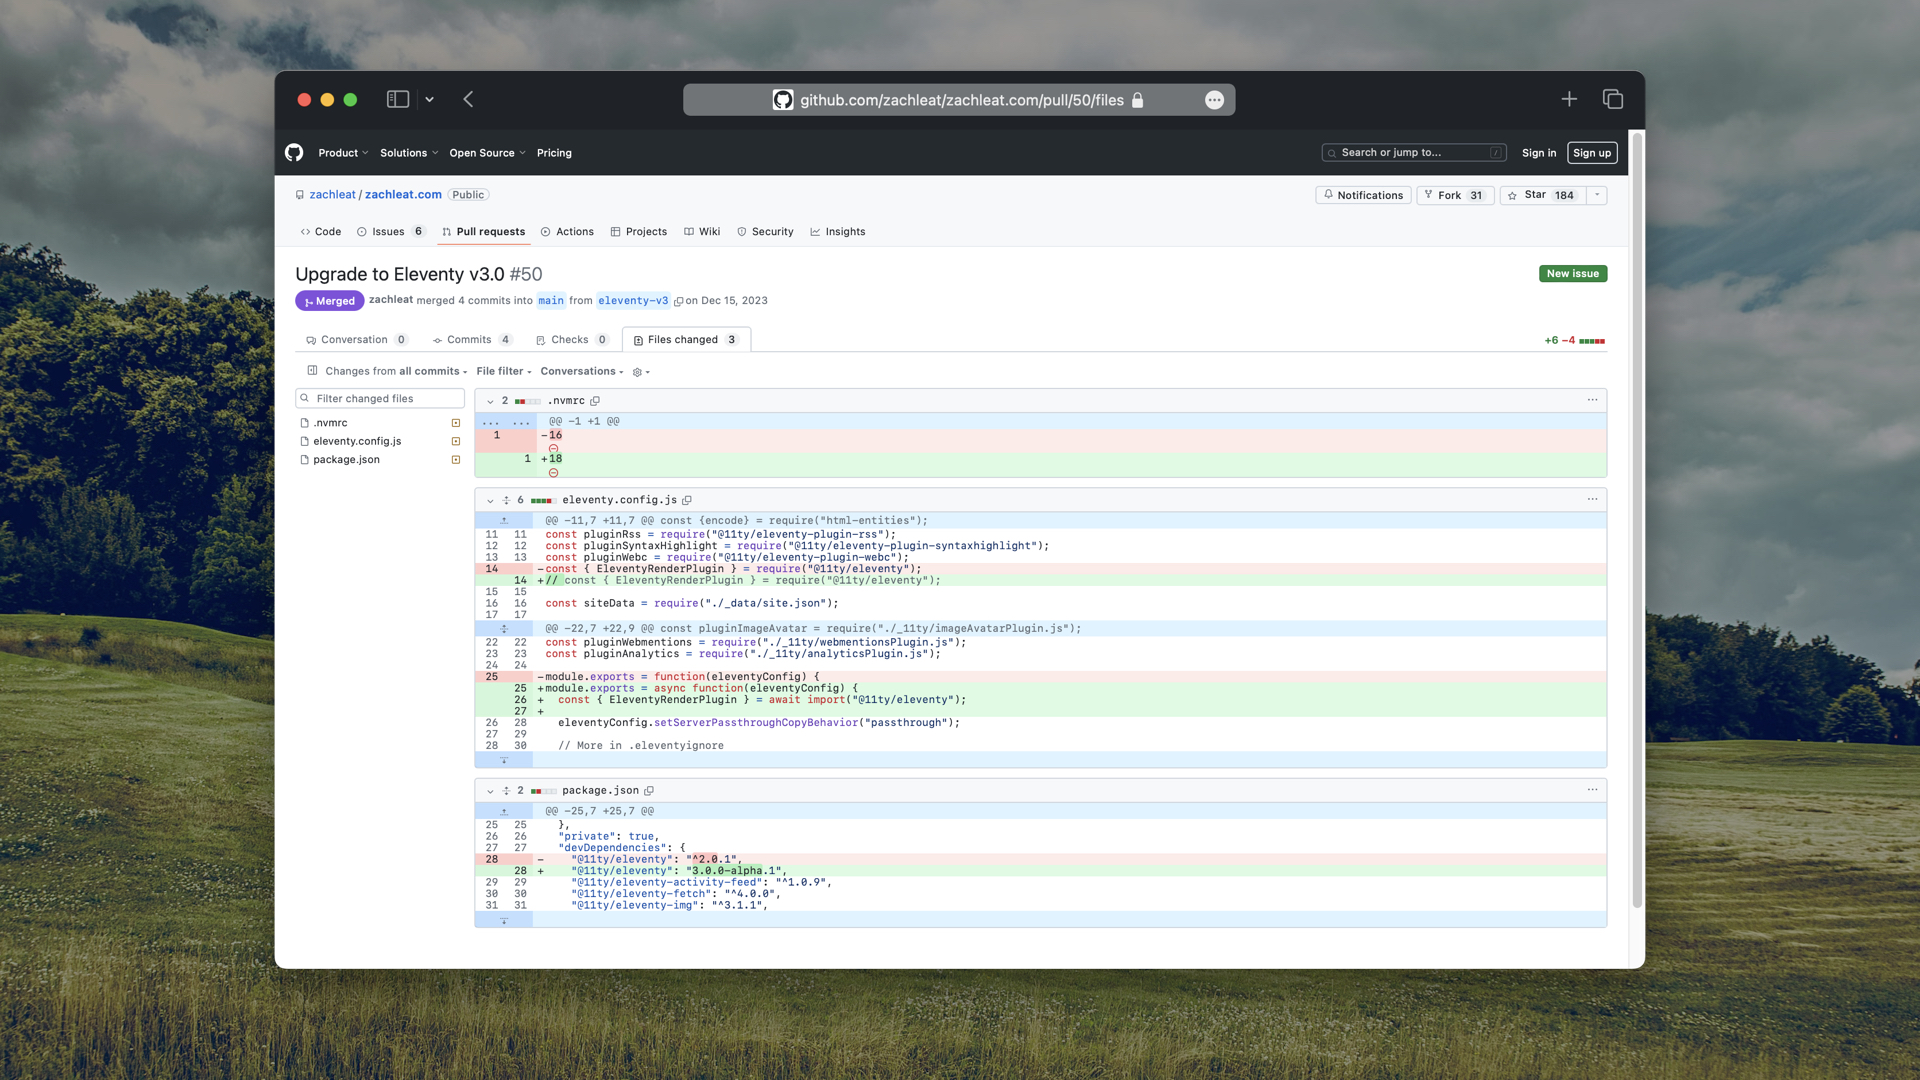 github.com/zachleat/zachleat.com/pull/50/files
Product Solutions Open Source Pricing Search or jump to... / Sign in Sign up
zachleat / zachleat.com Public Notifications Fork 31 Star 184
Code Issues 6 Pull requests Actions Projects Wiki Security Insights
Upgrade to Eleventy v3.0 #50 New issue
Merged zachleat merged 4 commits into main from eleventy-v3 on Dec 15, 2023
Conversation 0 Commits 4 Checks 0 Files changed 3 +6 −4
Changes from all commits File filter Conversations
Filter changed files
.nvmrc
eleventy.config.js
package.json
2 .nvmrc ...
... ... @@ -1 +1 @@
1 -16
1 +18
6 eleventy.config.js ...
@@ -11,7 +11,7 @@ const {encode} = require("html-entities");
11 11 const pluginRss = require("@11ty/eleventy-plugin-rss");
12 12 const pluginSyntaxHighlight = require("@11ty/eleventy-plugin-syntaxhighlight");
13 13 const pluginWebc = require("@11ty/eleventy-plugin-webc");
14 -const { EleventyRenderPlugin } = require("@11ty/eleventy");
14 +// const { EleventyRenderPlugin } = require("@11ty/eleventy");
15 15
16 16 const siteData = require("./_data/site.json");
17 17
@@ -22,7 +22,9 @@ const pluginImageAvatar = require("./_11ty/imageAvatarPlugin.js");
22 22 const pluginWebmentions = require("./_11ty/webmentionsPlugin.js");
23 23 const pluginAnalytics = require("./_11ty/analyticsPlugin.js");
24 24
25 -module.exports = function(eleventyConfig) {
25 +module.exports = async function(eleventyConfig) {
26 + const { EleventyRenderPlugin } = await import("@11ty/eleventy");
27 +
26 28 eleventyConfig.setServerPassthroughCopyBehavior("passthrough");
27 29
28 30 // More in .eleventyignore
2 package.json ...
@@ -25,7 +25,7 @@
25 25 },
26 26 "private": true,
27 27 "devDependencies": {
28 - "@11ty/eleventy": "^2.0.1",
28 + "@11ty/eleventy": "3.0.0-alpha.1",
29 29 "@11ty/eleventy-activity-feed": "^1.0.9",
30 30 "@11ty/eleventy-fetch": "^4.0.0",
31 31 "@11ty/eleventy-img": "^3.1.1",